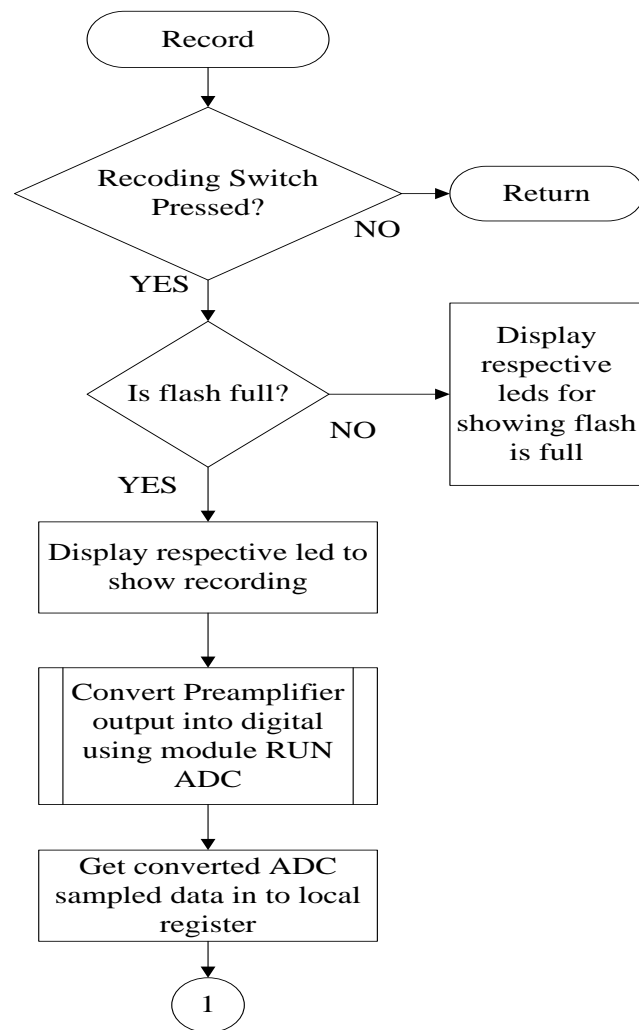 Record
Recoding Switch
Pressed?
Return
NO
YES
Is flash full?
Display
respective
leds for
showing flash
is full
NO
YES
Display respective led to
show recording
Convert Preamplifier
output into digital
using module RUN
ADC
Get converted ADC
sampled data in to local
register
1